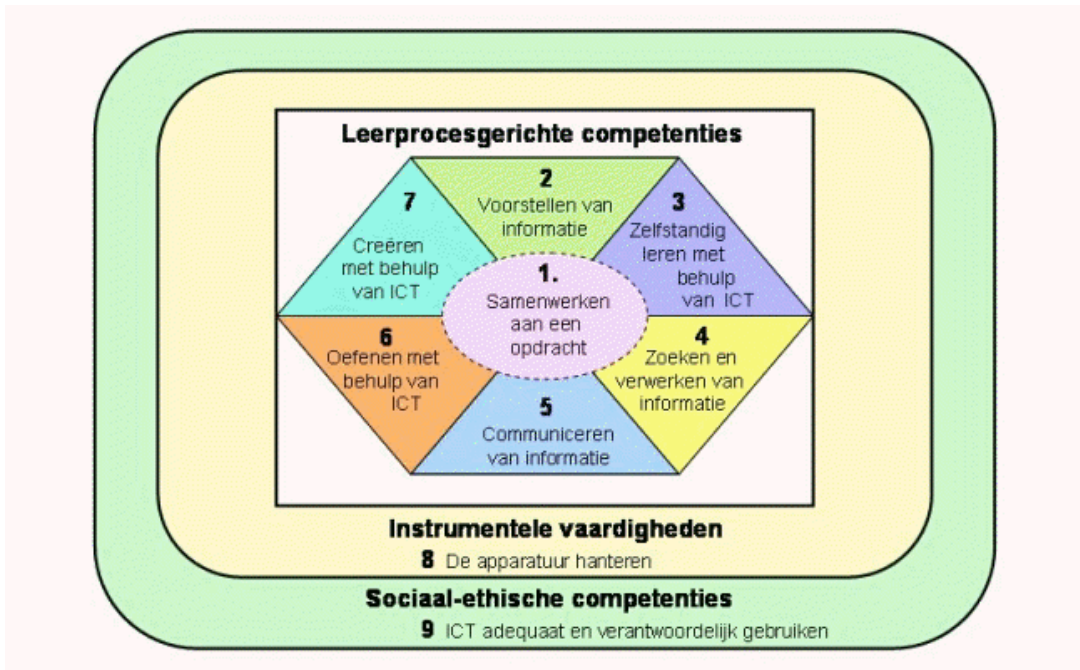 Leerprocesgerichte competenties
1.
Samenwerken
aan een
opdracht
2
Voorstellen van
informatie
3
Zelfstandig
leren met
behulp
van ICT
4
Zoeken en
verwerken van
informatie
5
Communiceren
van informatie
6
Oefenen met
behulp van
ICT
7
Creëren
met behulp
van ICT
Instrumentele vaardigheden
8 De apparatuur hanteren
Sociaal-ethische competenties
9 ICT adequaat en verantwoordelijk gebruiken